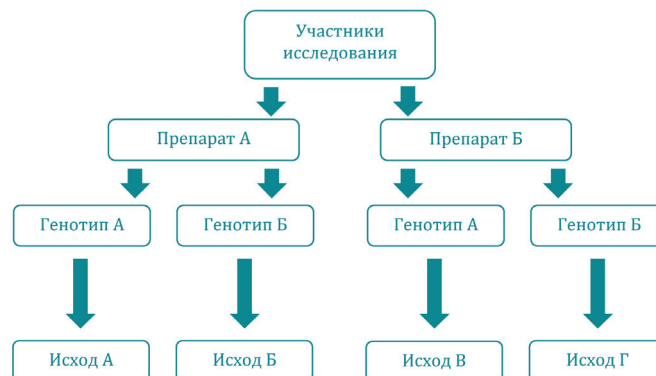 Участники
исследования
Препарат А
Препарат Б
Генотип А
Генотип Б
Генотип А
Генотип Б
Исход А
Исход Б
Исход В
Исход Г